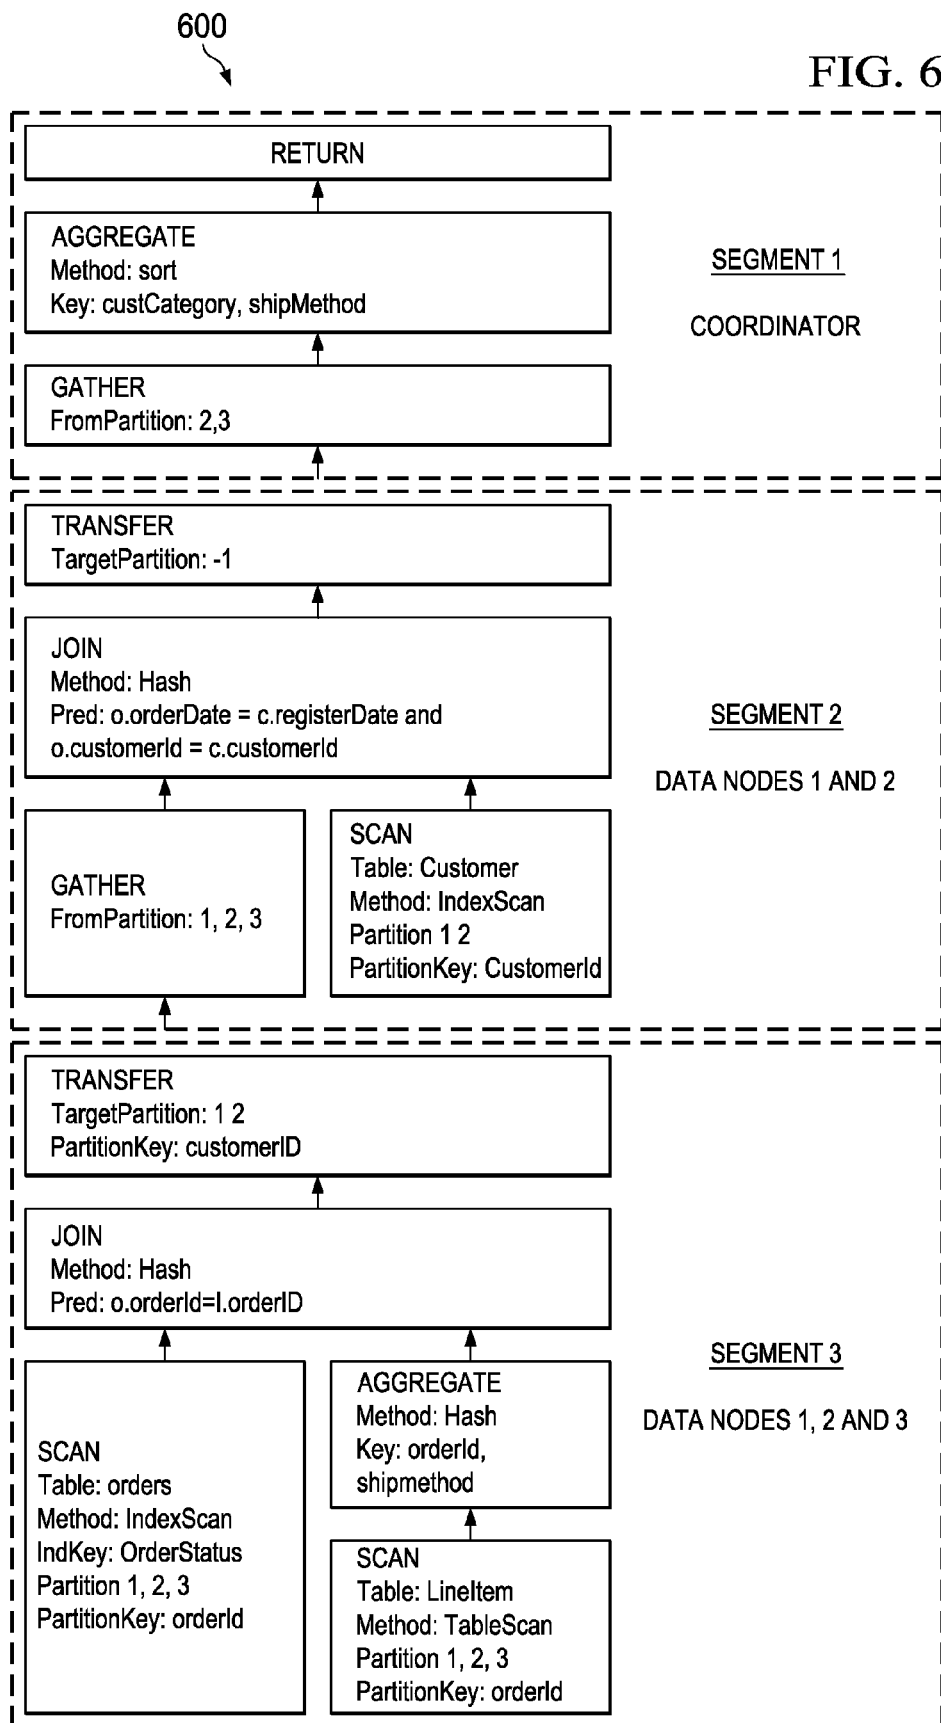 600
FIG. 6
RETURN
AGGREGATE
Method: sort
Key: custCategory, shipMethod
GATHER
FromPartition: 2,3
SEGMENT 1
COORDINATOR
TRANSFER
TargetPartition: -1
JOIN
Method: Hash
Pred: o.orderDate = c.registerDate and
o.customerId = c.customerId
GATHER
FromPartition: 1, 2, 3
SCAN
Table: Customer
Method: IndexScan
Partition 1 2
PartitionKey: CustomerId
SEGMENT 2
DATA NODES 1 AND 2
TRANSFER
TargetPartition: 1 2
PartitionKey: customerID
JOIN
Method: Hash
Pred: o.orderId=l.orderID
SCAN
Table: orders
Method: IndexScan
IndKey: OrderStatus
Partition 1, 2, 3
PartitionKey: orderId
AGGREGATE
Method: Hash
Key: orderId,
shipmethod
SCAN
Table: LineItem
Method: TableScan
Partition 1, 2, 3
PartitionKey: orderId
SEGMENT 3
DATA NODES 1, 2 AND 3